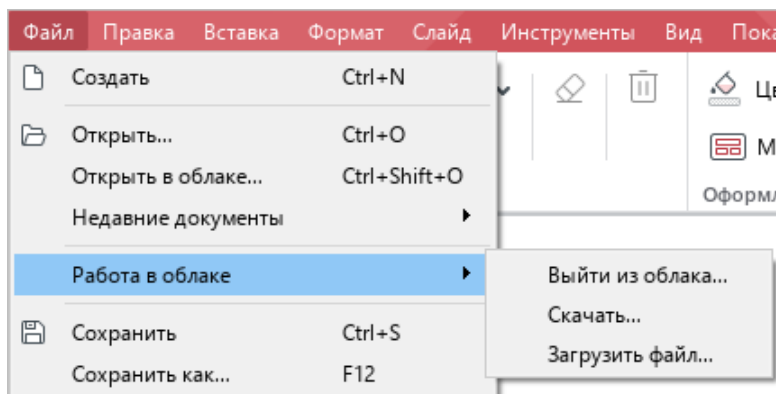 Файл Правка Вставка Формат Слайд Инструменты Вид
Создать Ctrl+N
Открыть... Ctrl+O
Открыть в облаке... Ctrl+Shift+O
Недавние документы
Работа в облаке
Выйти из облака...
Скачать...
Загрузить файл...
Сохранить Ctrl+S
Сохранить как... F12